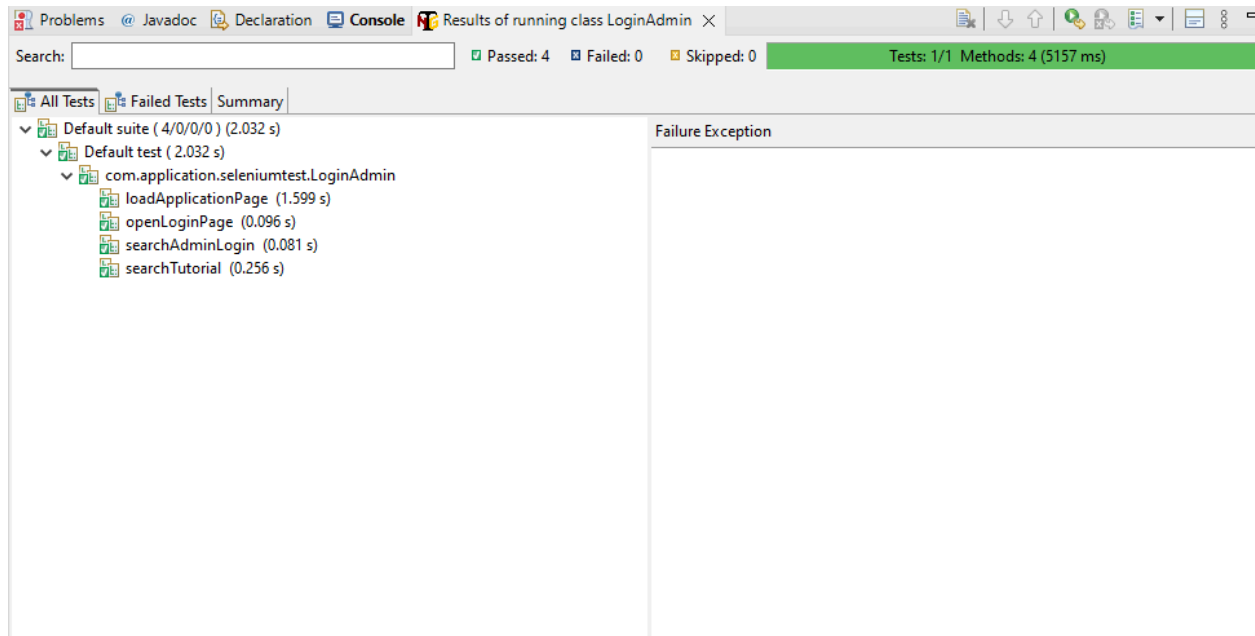 Problems @ Javadoc Declaration Console Results of running class LoginAdmin
Search: Passed: 4 Failed: 0 Skipped: 0 Tests: 1/1 Methods: 4 (5157 ms)
All Tests Failed Tests Summary
Default suite ( 4/0/0/0 ) (2.032 s)
Failure Exception
Default test ( 2.032 s)
com.application.seleniumtest.LoginAdmin
loadApplicationPage (1.599 s)
openLoginPage (0.096 s)
searchAdminLogin (0.081 s)
searchTutorial (0.256 s)